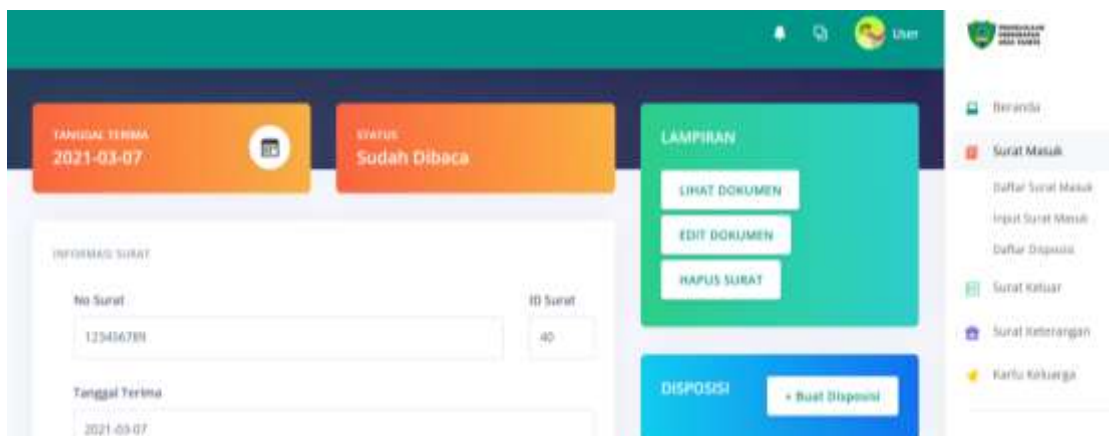 User
TANGGAL TERIMA
2021-03-07
STATUS
Sudah Dibaca
LAMPIRAN
LIHAT DOKUMEN
EDIT DOKUMEN
HAPUS SURAT
INFORMASI SURAT
No Surat
ID Surat
123456789
40
Tanggal Terima
2021-03-07
DISPOSISI
+ Buat Disposisi
Beranda
Surat Masuk
Daftar Surat Masuk
Input Surat Masuk
Daftar Disposisi
Surat Keluar
Surat Keterangan
Kartu Keluarga